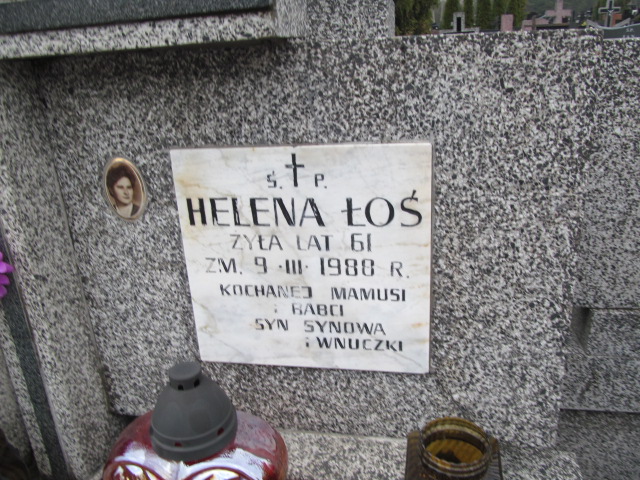 Ś. P.
HELENA ŁOŚ
ŻYŁA LAT 61
ZM. 9·III·1988 R.
KOCHANEJ MAMUSI
i BABCI
SYN SYNOWA
i WNUCZKI